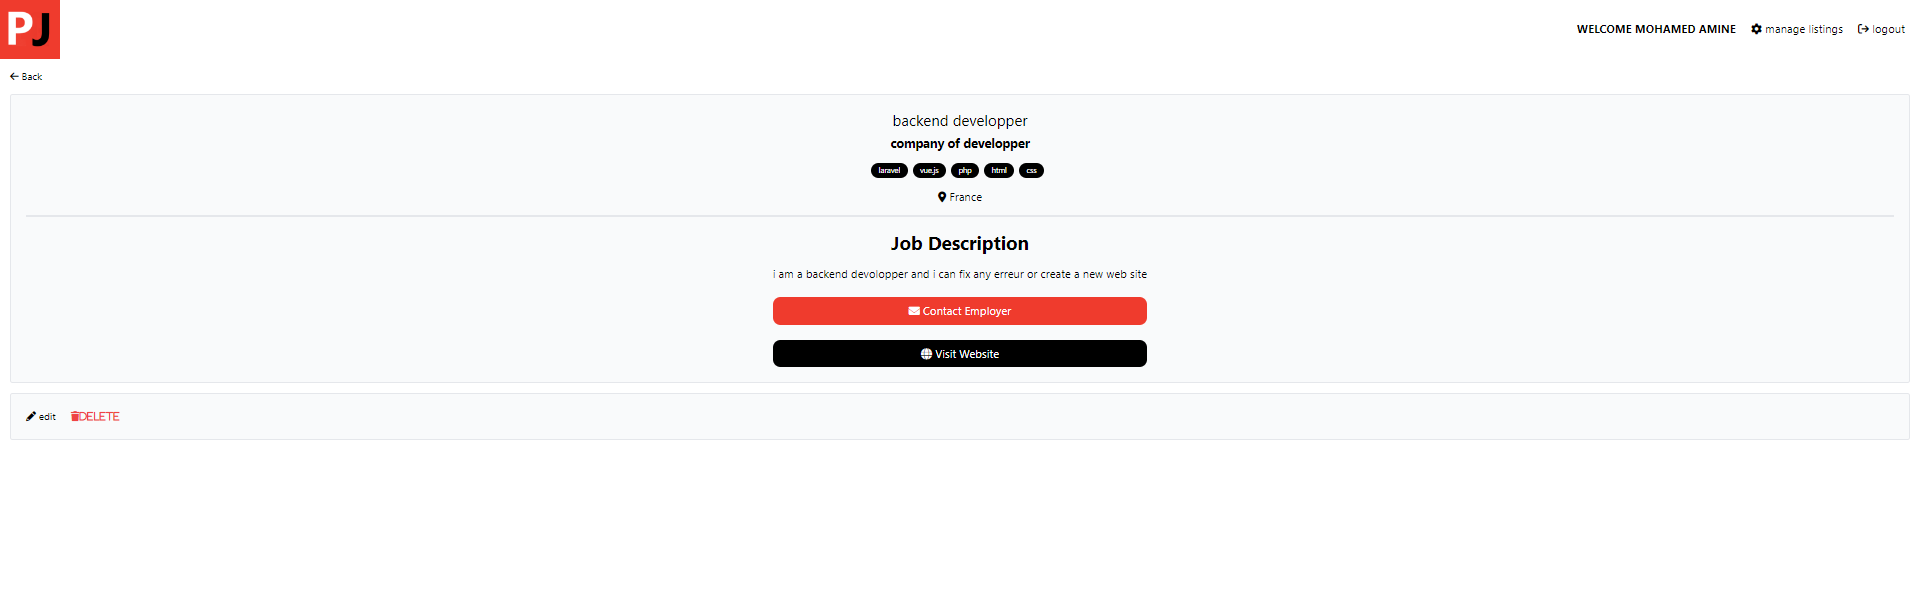 PJ
WELCOME MOHAMED AMINE manage listings logout
Back
backend developper
company of developper
laravel vue.js php html css
France
Job Description
i am a backend devolopper and i can fix any erreur or create a new web site
Contact Employer
Visit Website
edit DELETE